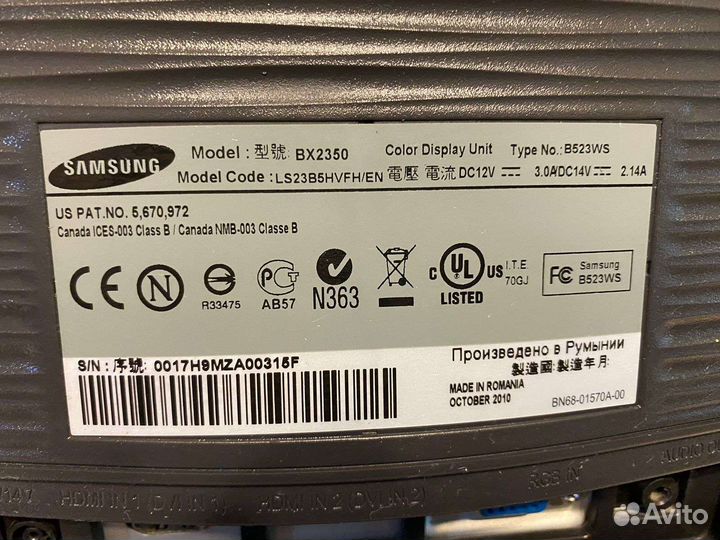 SAMSUNG
Model : 型號: BX2350 Color Display Unit Type No.: B523WS
Model Code : LS23B5HVFH/EN 電壓 電流 DC12V 3.0A/DC14V 2.14A
US PAT.NO. 5,670,972
Canada ICES-003 Class B / Canada NMB-003 Classe B
CE N R33475 PG AB57 N363 C UL US LISTED I.T.E. 70GJ FC Samsung B523WS
S/N : 序號: 0017H9MZA00315F
Произведено в Румынии
製造國:製造年月:
MADE IN ROMANIA
OCTOBER 2010
BN68-01570A-00
HDMI IN 1 (DVI IN 1) HDMI IN 2 (DVI IN 2) RGB IN AUDIO
Avito